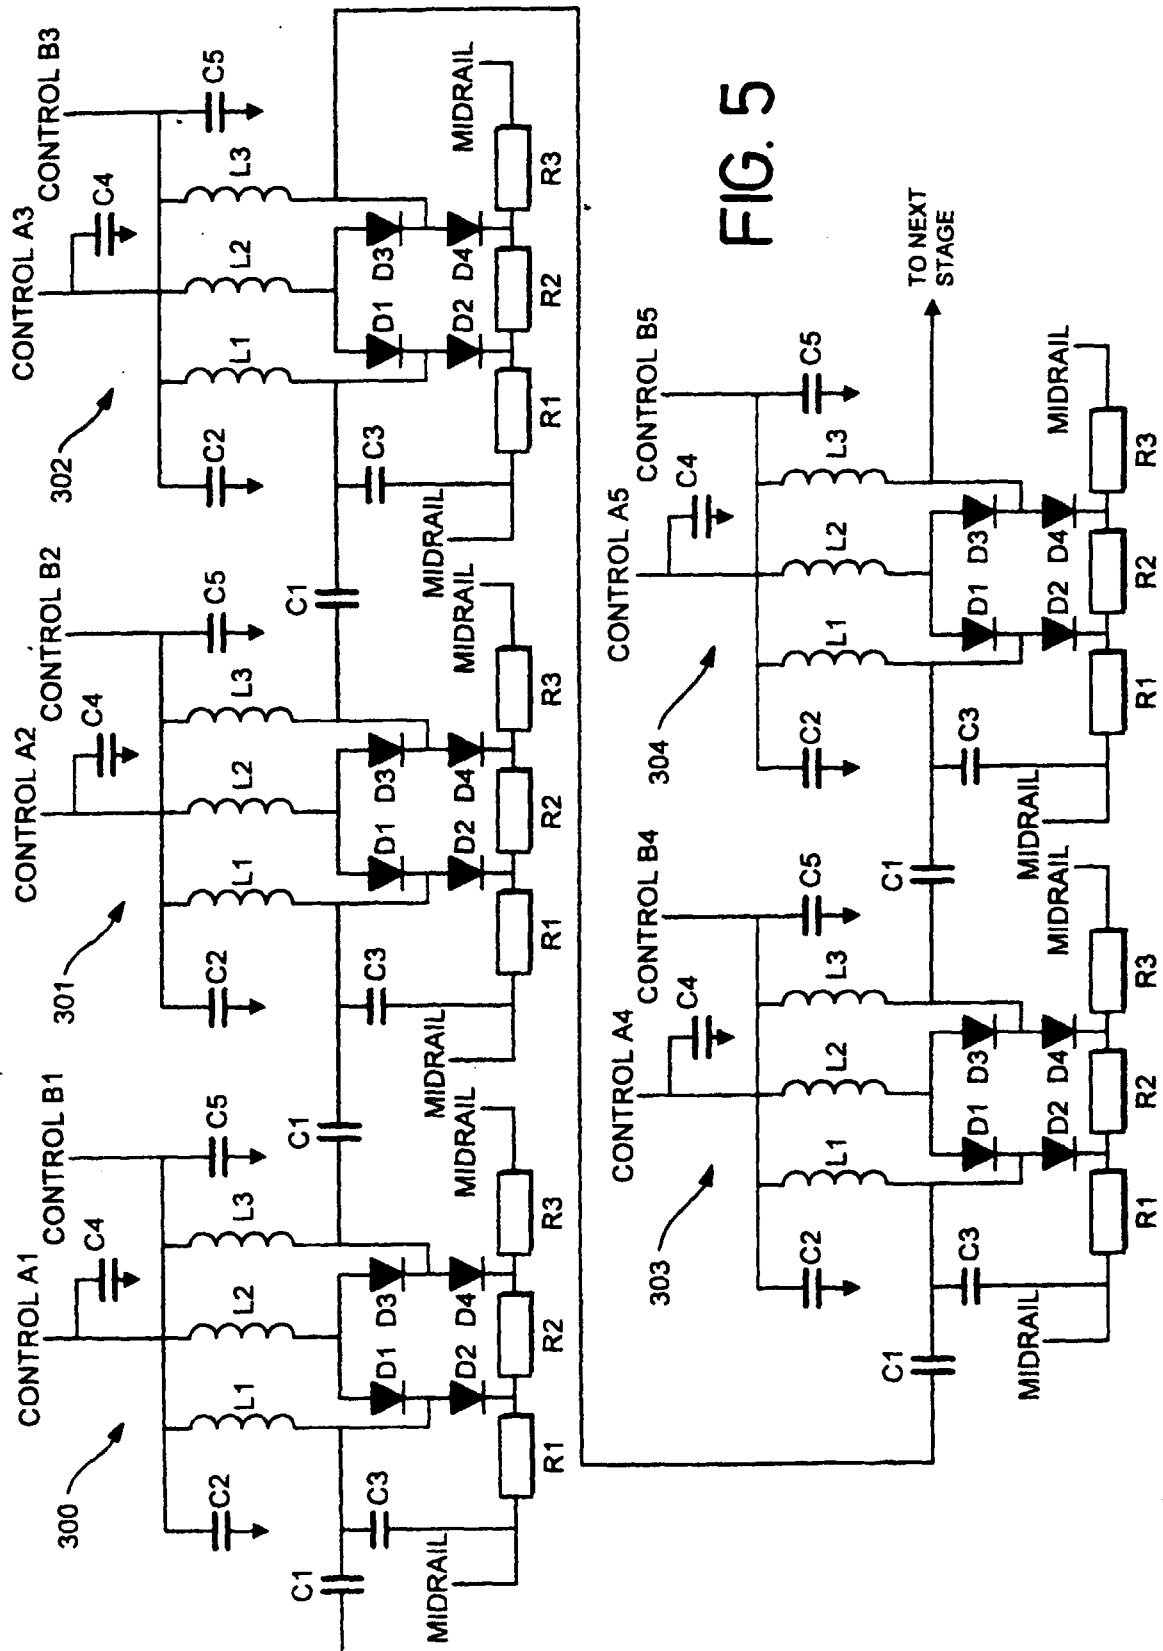 CONTROL A1
CONTROL B1
C4
C5
300
C2
L1
L2
L3
D1
D3
D2
D4
C1
C3
MIDRAIL
R1
R2
R3
MIDRAIL
CONTROL A2
CONTROL B2
C4
C5
301
C2
L1
L2
L3
D1
D3
D2
D4
C1
C3
MIDRAIL
R1
R2
R3
MIDRAIL
CONTROL A3
CONTROL B3
C4
C5
302
C2
L1
L2
L3
D1
D3
D2
D4
C1
C3
MIDRAIL
R1
R2
R3
MIDRAIL
CONTROL A4
CONTROL B4
C4
C5
303
C2
L1
L2
L3
D1
D3
D2
D4
C1
C3
MIDRAIL
R1
R2
R3
MIDRAIL
CONTROL A5
CONTROL B5
C4
C5
304
C2
L1
L2
L3
D1
D3
D2
D4
C1
C3
MIDRAIL
R1
R2
R3
MIDRAIL
TO NEXT
STAGE
FIG. 5